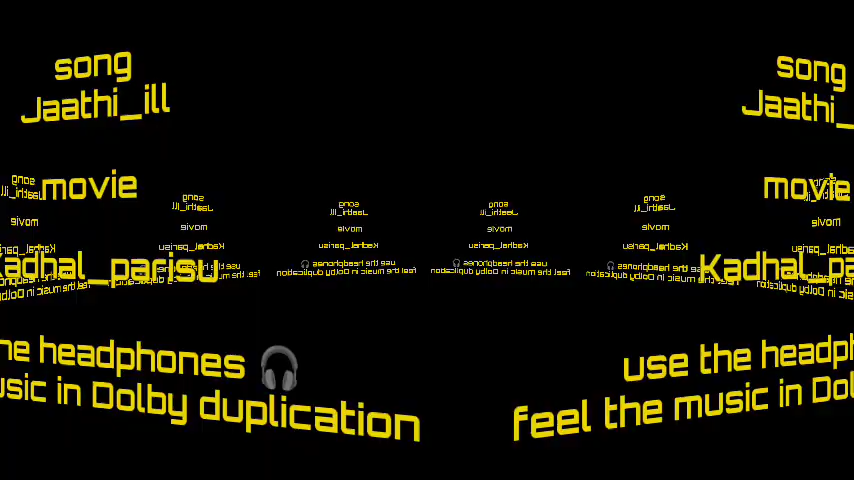 song
Jaathi_ill
movie
Kadhal_parisu
use the headphones 🎧
feel the music in Dolby duplication